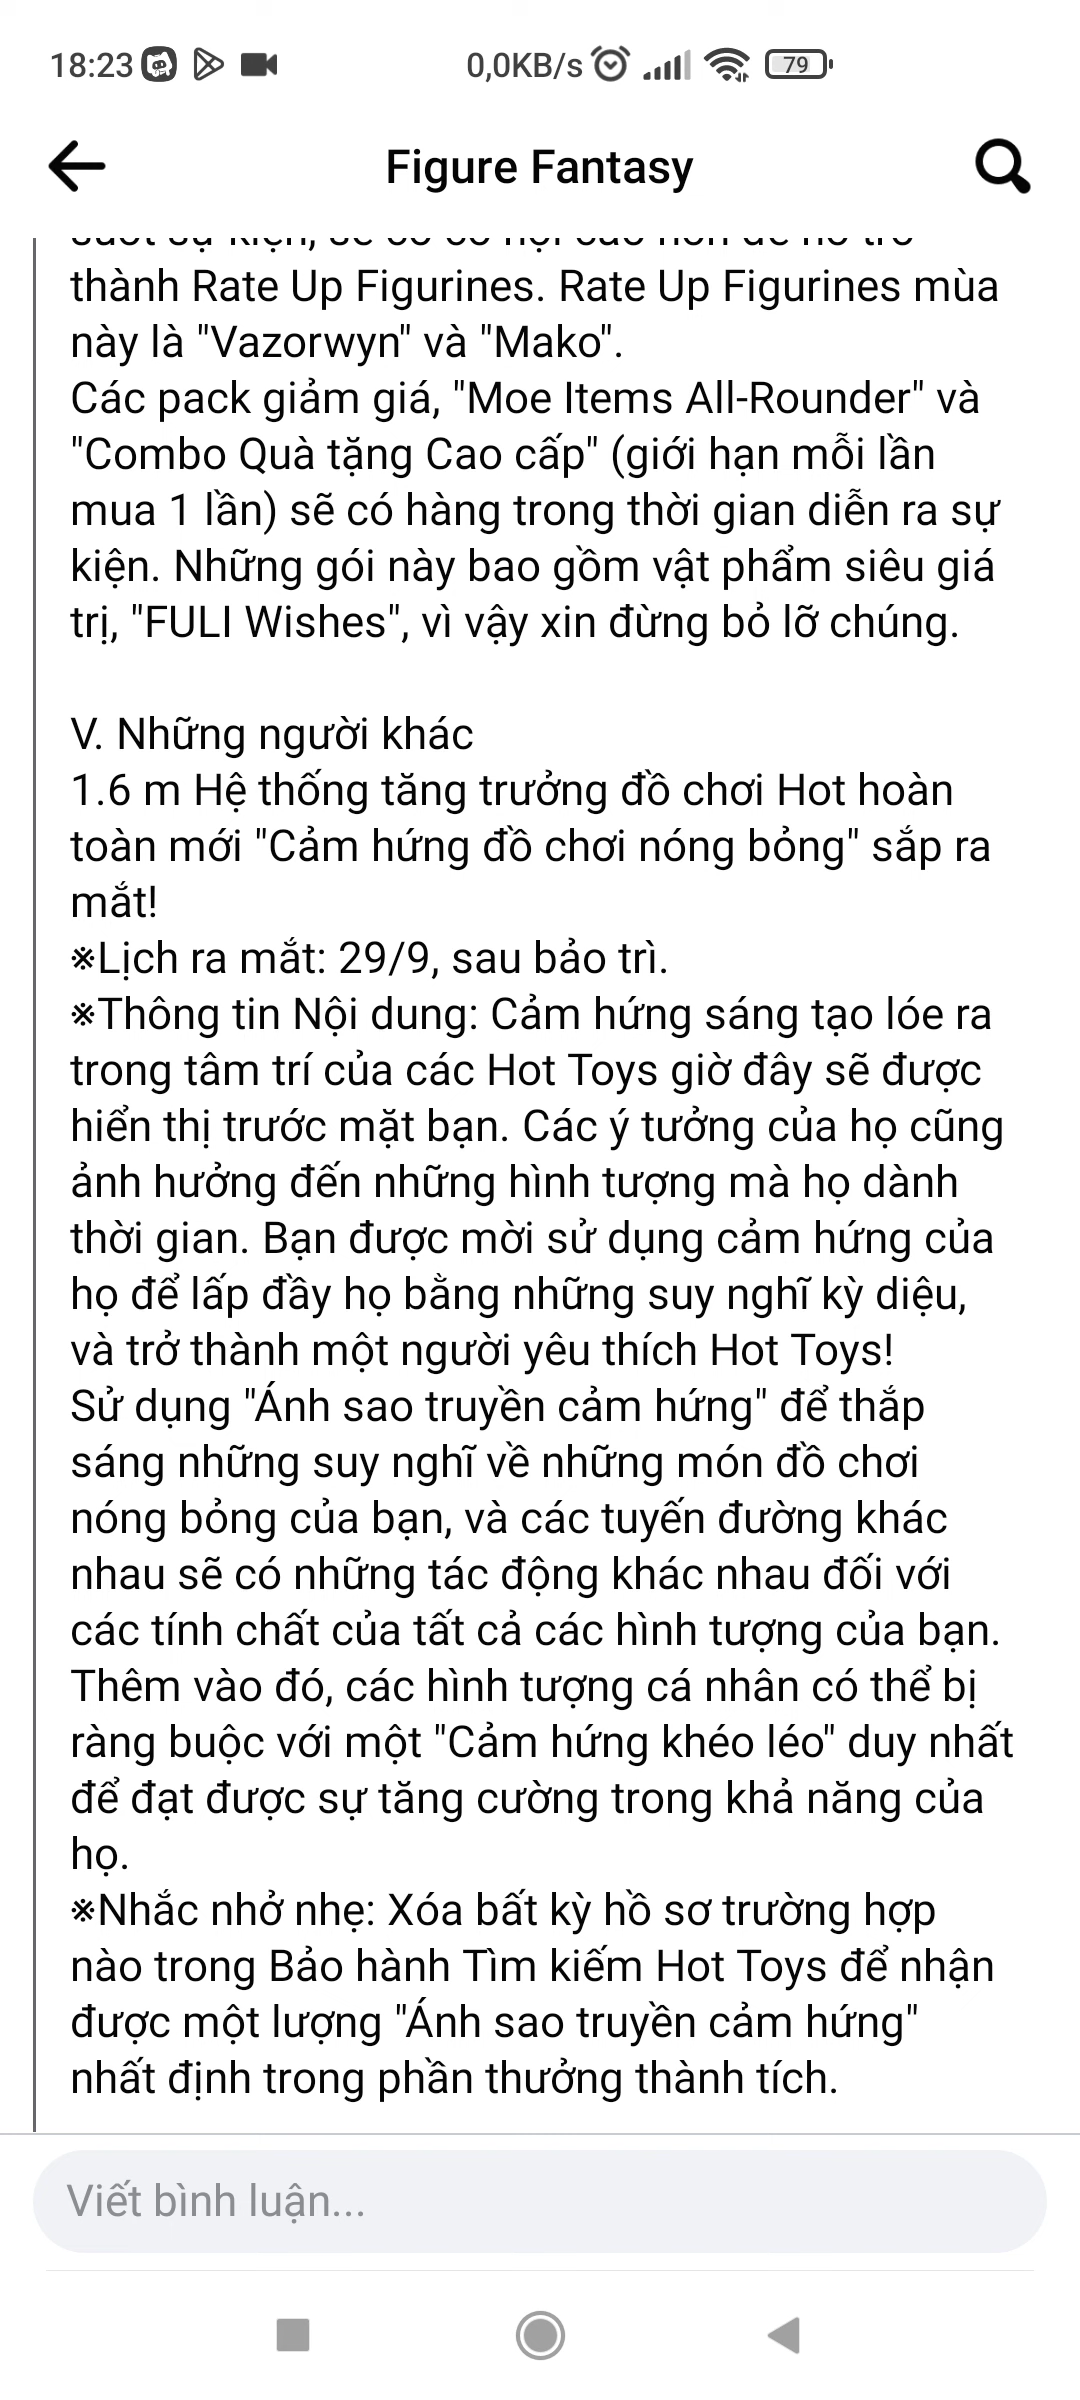 18:23
0,0KB/s
79
Figure Fantasy
thành Rate Up Figurines. Rate Up Figurines mùa
này là "Vazorwyn" và "Mako".
Các pack giảm giá, "Moe Items All-Rounder" và
"Combo Quà tặng Cao cấp" (giới hạn mỗi lần
mua 1 lần) sẽ có hàng trong thời gian diễn ra sự
kiện. Những gói này bao gồm vật phẩm siêu giá
trị, "FULI Wishes", vì vậy xin đừng bỏ lỡ chúng.
V. Những người khác
1.6 m Hệ thống tăng trưởng đồ chơi Hot hoàn
toàn mới "Cảm hứng đồ chơi nóng bỏng" sắp ra
mắt!
※Lịch ra mắt: 29/9, sau bảo trì.
※Thông tin Nội dung: Cảm hứng sáng tạo lóe ra
trong tâm trí của các Hot Toys giờ đây sẽ được
hiển thị trước mặt bạn. Các ý tưởng của họ cũng
ảnh hưởng đến những hình tượng mà họ dành
thời gian. Bạn được mời sử dụng cảm hứng của
họ để lấp đầy họ bằng những suy nghĩ kỳ diệu,
và trở thành một người yêu thích Hot Toys!
Sử dụng "Ánh sao truyền cảm hứng" để thắp
sáng những suy nghĩ về những món đồ chơi
nóng bỏng của bạn, và các tuyến đường khác
nhau sẽ có những tác động khác nhau đối với
các tính chất của tất cả các hình tượng của bạn.
Thêm vào đó, các hình tượng cá nhân có thể bị
ràng buộc với một "Cảm hứng khéo léo" duy nhất
để đạt được sự tăng cường trong khả năng của
họ.
※Nhắc nhở nhẹ: Xóa bất kỳ hồ sơ trường hợp
nào trong Bảo hành Tìm kiếm Hot Toys để nhận
được một lượng "Ánh sao truyền cảm hứng"
nhất định trong phần thưởng thành tích.
Viết bình luận...